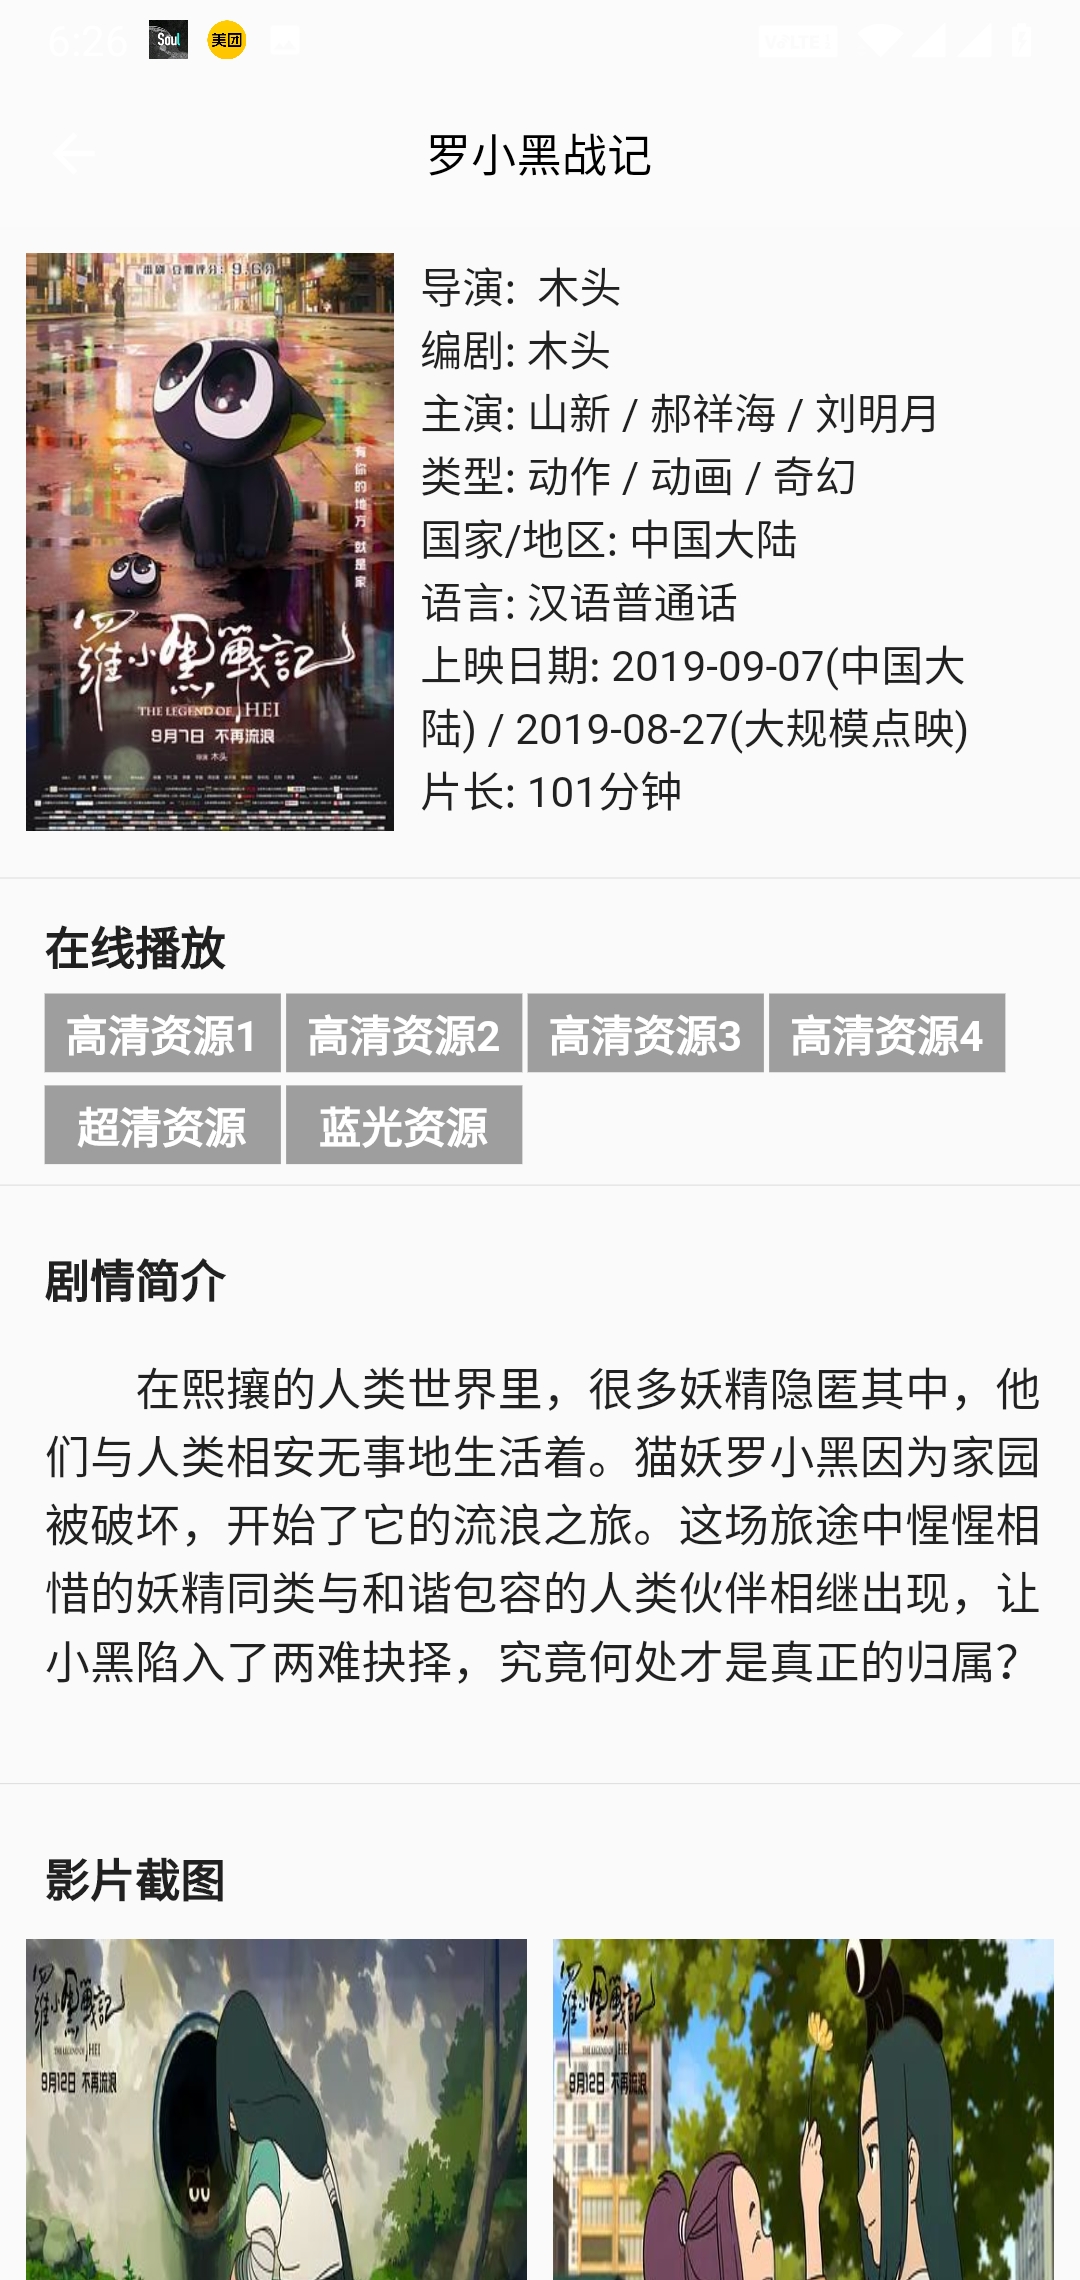 6:26 Soul 美团
罗小黑战记
番剧 豆瓣评分：9.6分
有你的地方 就是家
羅小黑戰記
THE LEGEND OF HEI
9月7日 不再流浪
导演 木头
导演: 木头
编剧: 木头
主演: 山新 / 郝祥海 / 刘明月
类型: 动作 / 动画 / 奇幻
国家/地区: 中国大陆
语言: 汉语普通话
上映日期: 2019-09-07(中国大
陆) / 2019-08-27(大规模点映)
片长: 101分钟
在线播放
高清资源1 高清资源2 高清资源3 高清资源4
超清资源 蓝光资源
剧情简介
在熙攘的人类世界里，很多妖精隐匿其中，他
们与人类相安无事地生活着。猫妖罗小黑因为家园
被破坏，开始了它的流浪之旅。这场旅途中惺惺相
惜的妖精同类与和谐包容的人类伙伴相继出现，让
小黑陷入了两难抉择，究竟何处才是真正的归属？
影片截图
羅小黑戰記
THE LEGEND OF HEI
9月12日 不再流浪
羅小黑戰記
THE LEGEND OF HEI
9月12日 不再流浪